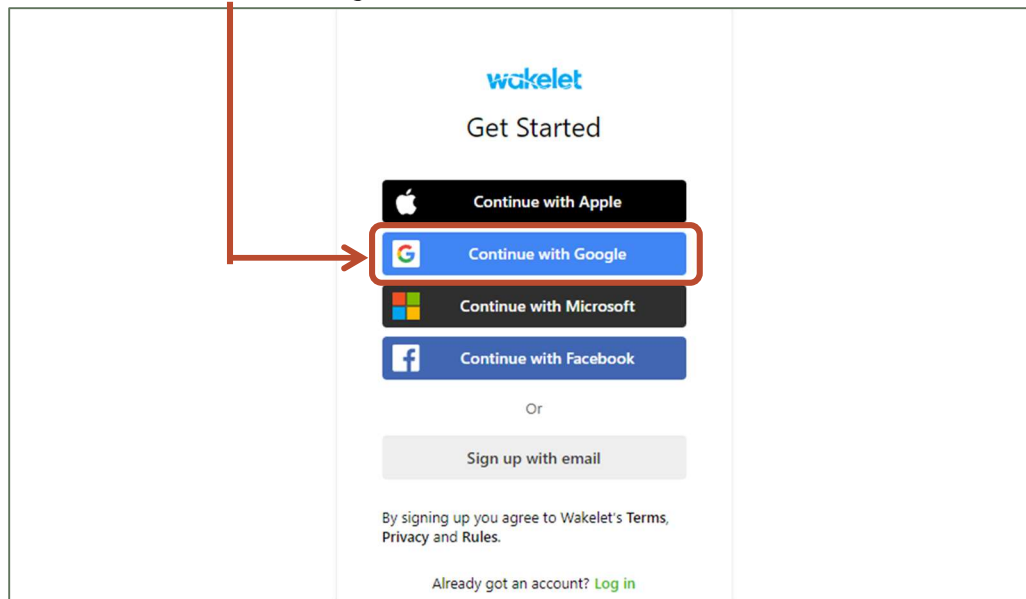 wakelet
Get Started
Continue with Apple
Continue with Google
Continue with Microsoft
Continue with Facebook
Or
Sign up with email
By signing up you agree to Wakelet's Terms,
Privacy and Rules.
Already got an account? Log in